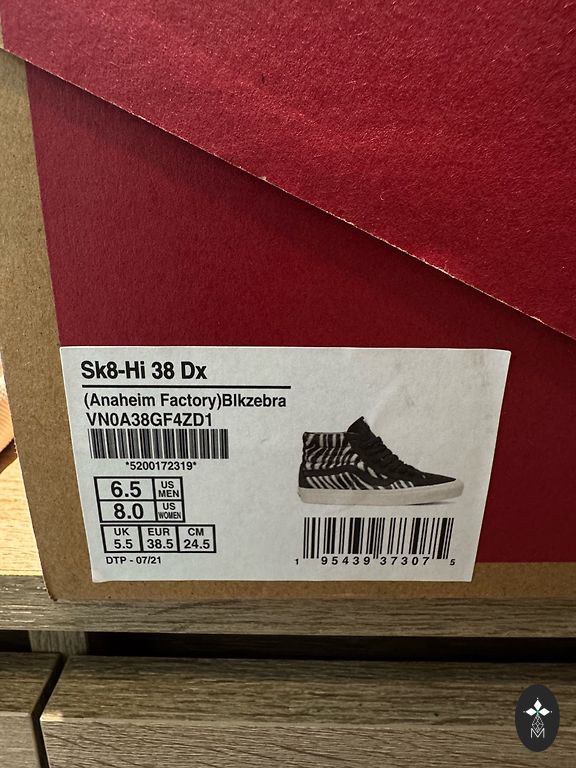 Sk8-Hi 38 Dx
(Anaheim Factory)Blkzebra
VN0A38GF4ZD1
*5200172319*
6.5 US MEN
8.0 US WOMEN
UK EUR CM
5.5 38.5 24.5
DTP - 07/21
1 95439 37307 5
M